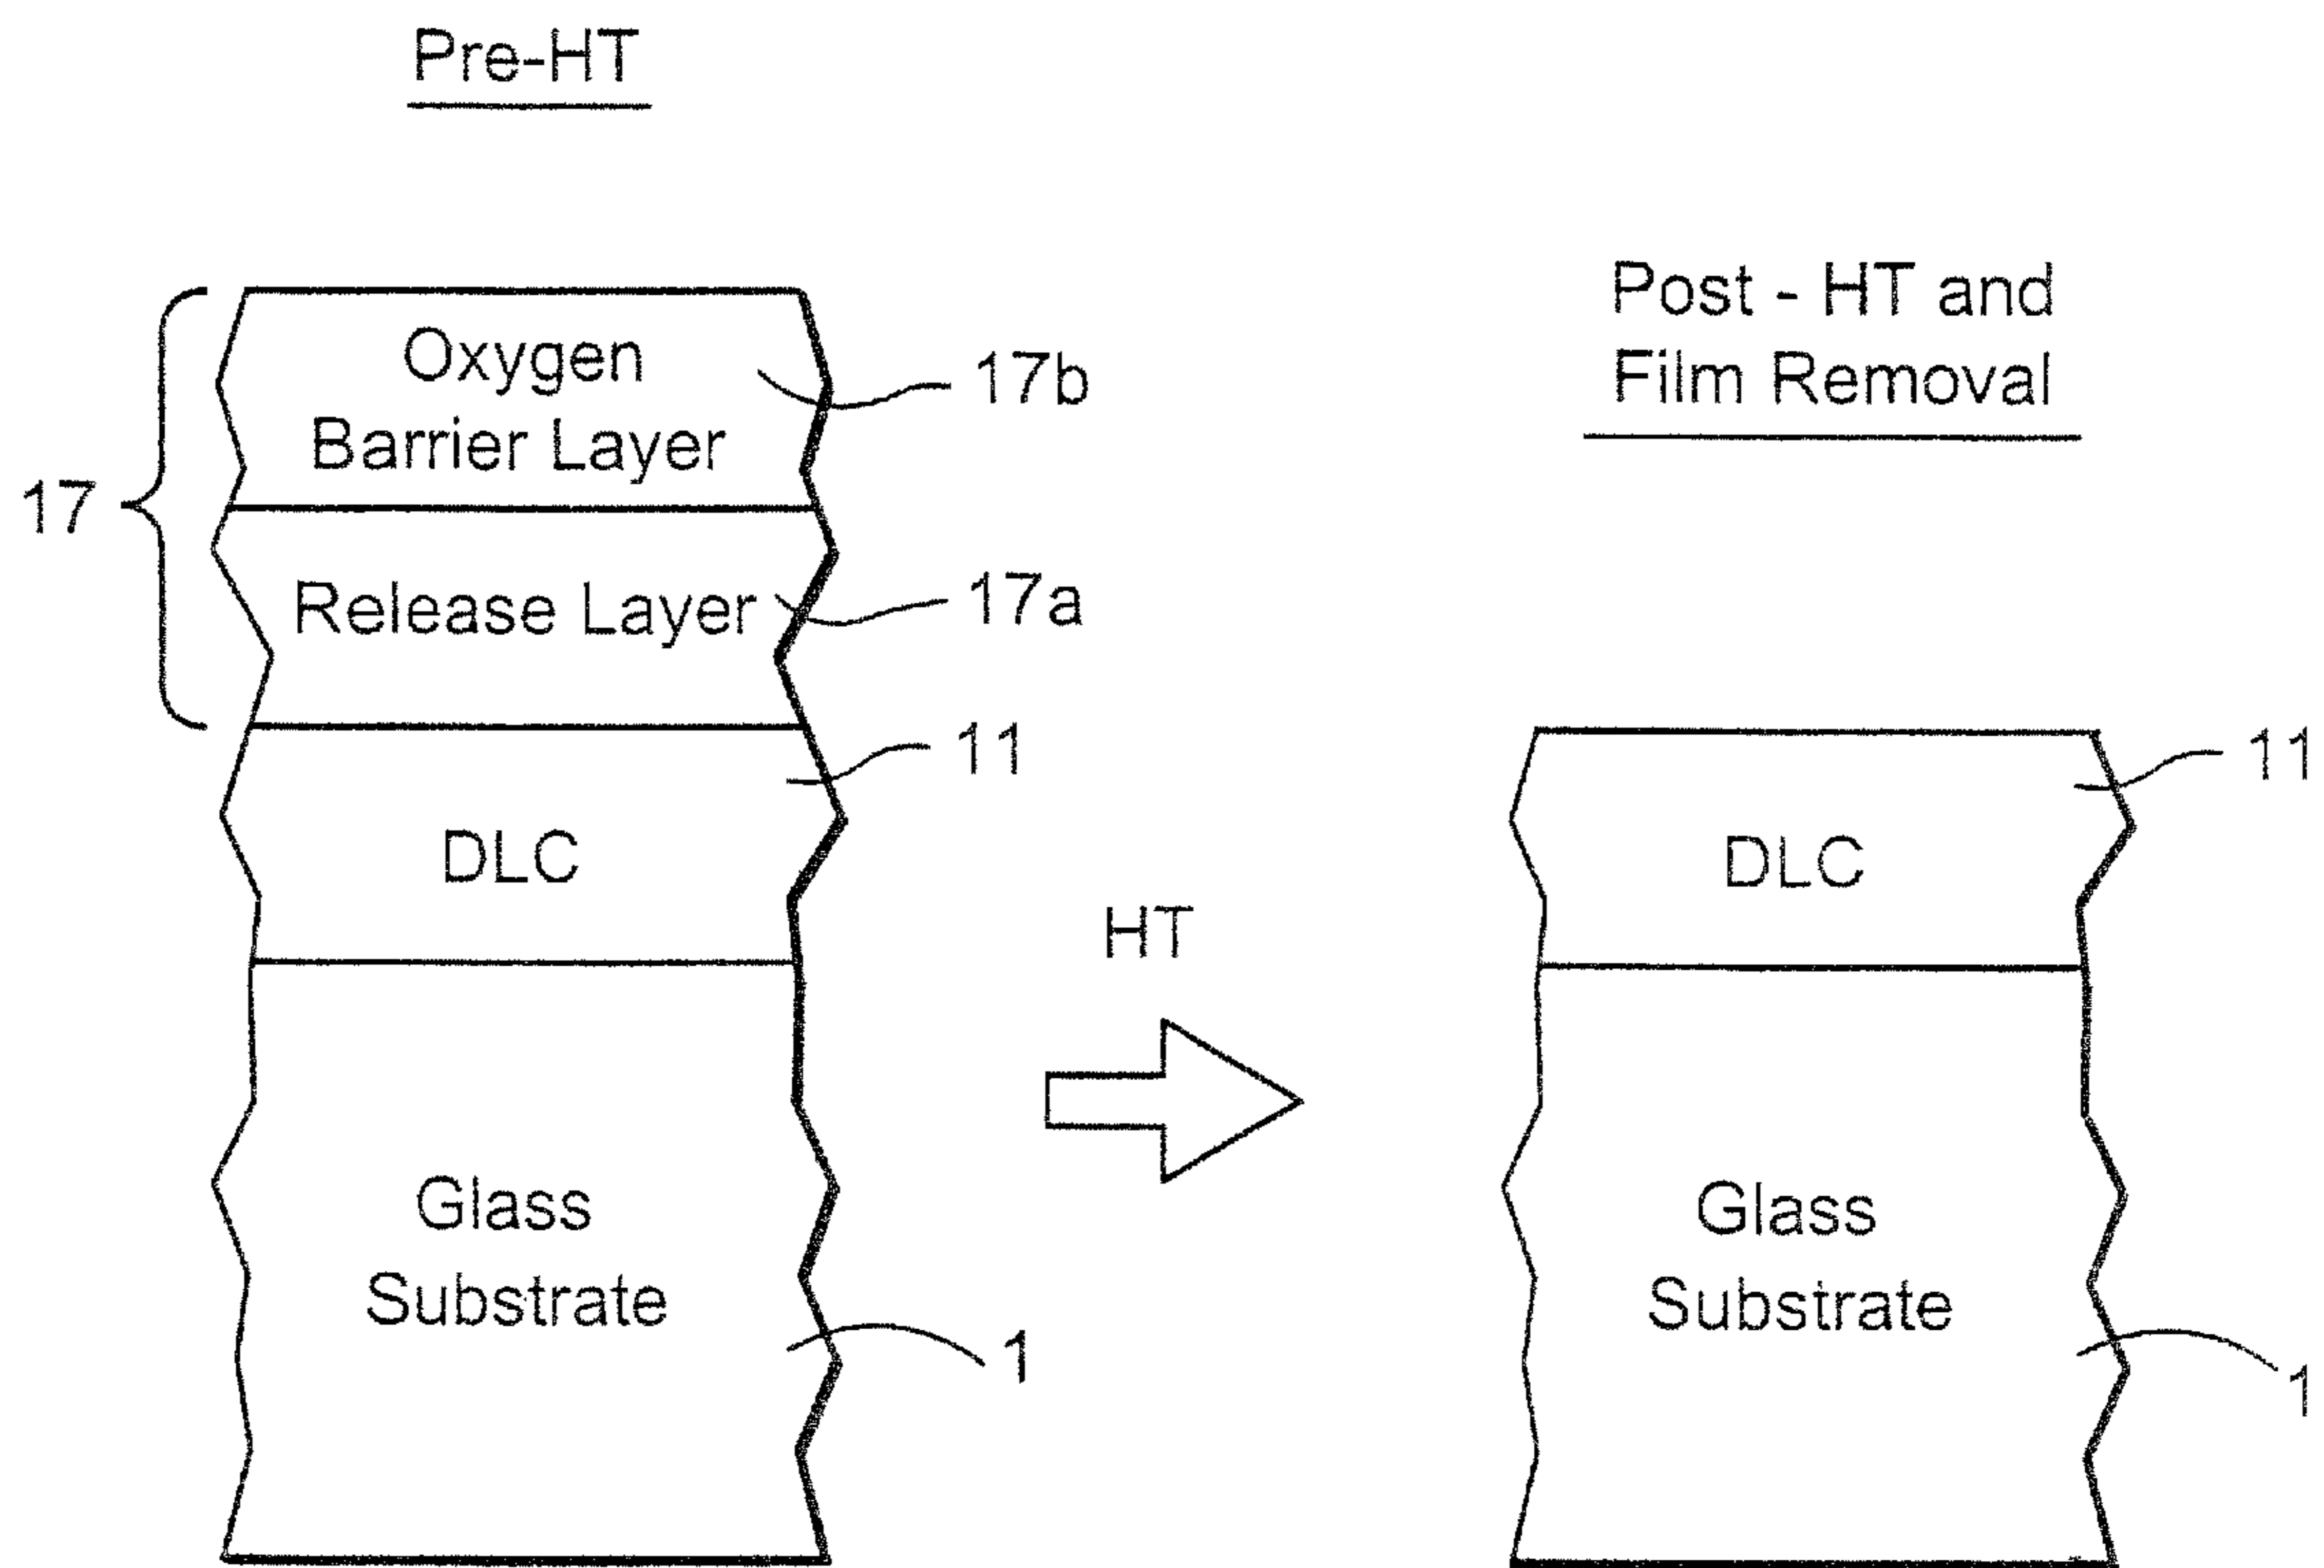 Pre-HT
Oxygen
Barrier Layer
17b
17
Release Layer
17a
11
DLC
Glass
Substrate
1
HT
Post - HT and
Film Removal
11
DLC
Glass
Substrate
1